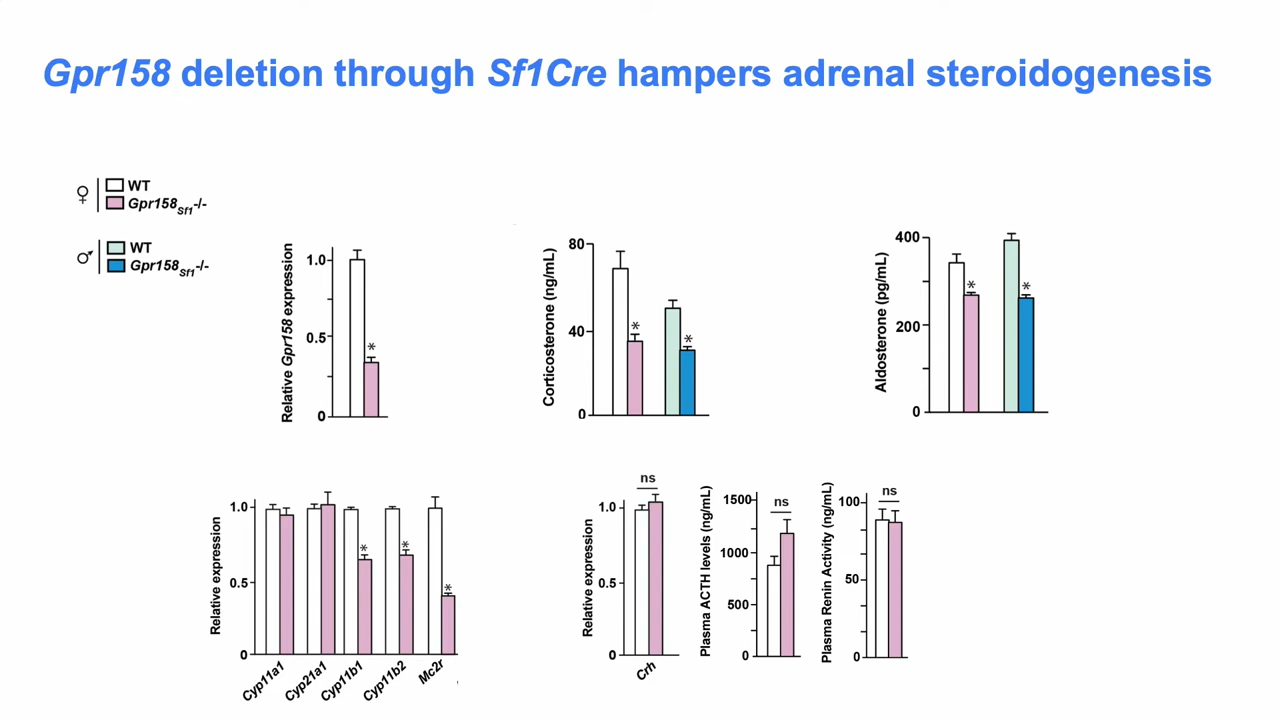 Gpr158 deletion through Sf1Cre hampers adrenal steroidogenesis
♀
WT
Gpr158Sf1-/-
♂
WT
Gpr158Sf1-/-
Relative Gpr158 expression
1.0
0.5
0
*
Corticosterone (ng/mL)
80
40
0
*
*
Aldosterone (pg/mL)
400
200
0
*
*
Relative expression
1.0
0.5
0
*
*
*
Cyp11a1
Cyp21a1
Cyp11b1
Cyp11b2
Mc2r
Relative expression
1.0
0.5
0
ns
Crh
Plasma ACTH levels (ng/mL)
1500
1000
500
0
ns
Plasma Renin Activity (ng/mL)
100
50
0
ns